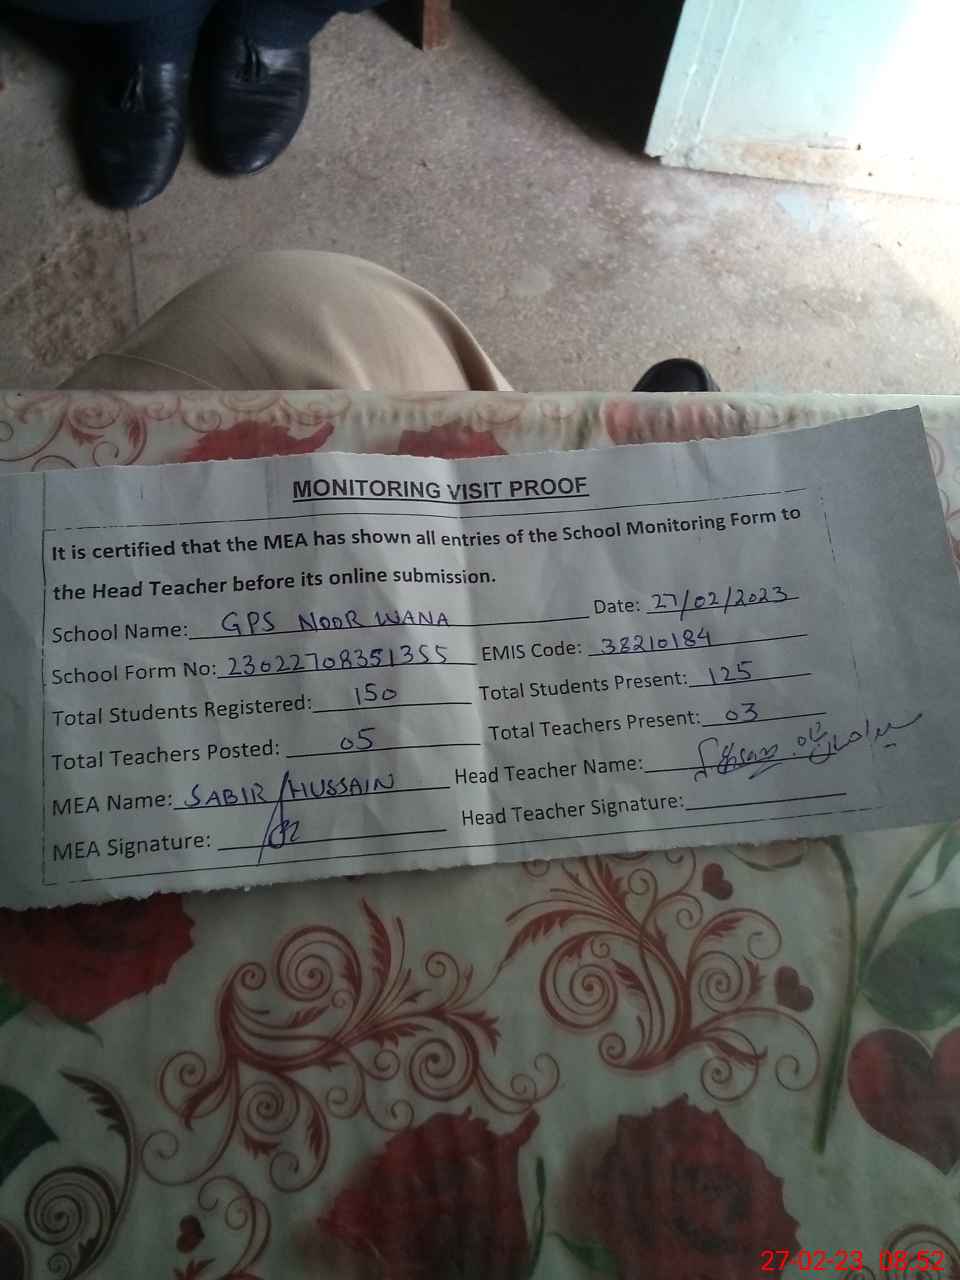 MONITORING VISIT PROOF
It is certified that the MEA has shown all entries of the School Monitoring Form to
the Head Teacher before its online submission.
School Name: GPS NOOR WANA Date: 27/02/2023
School Form No: 23022708351355 EMIS Code: 38210184
Total Students Registered: 150 Total Students Present: 125
Total Teachers Posted: 05 Total Teachers Present: 03
MEA Name: SABIR HUSSAIN Head Teacher Name:
MEA Signature: Head Teacher Signature:
27-02-23 08:52